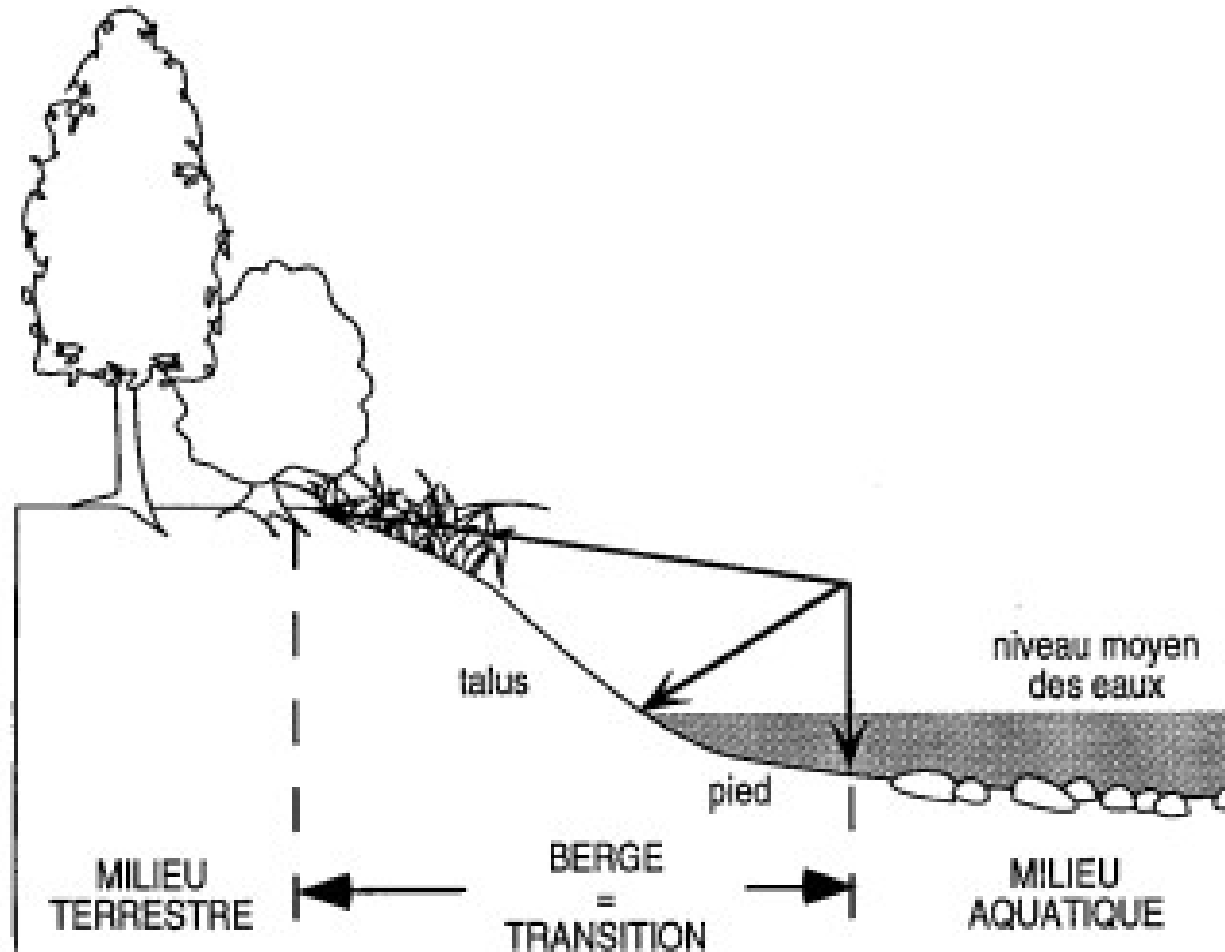 talus
niveau moyen
des eaux
pied
MILIEU
TERRESTRE
BERGE
=
TRANSITION
MILIEU
AQUATIQUE